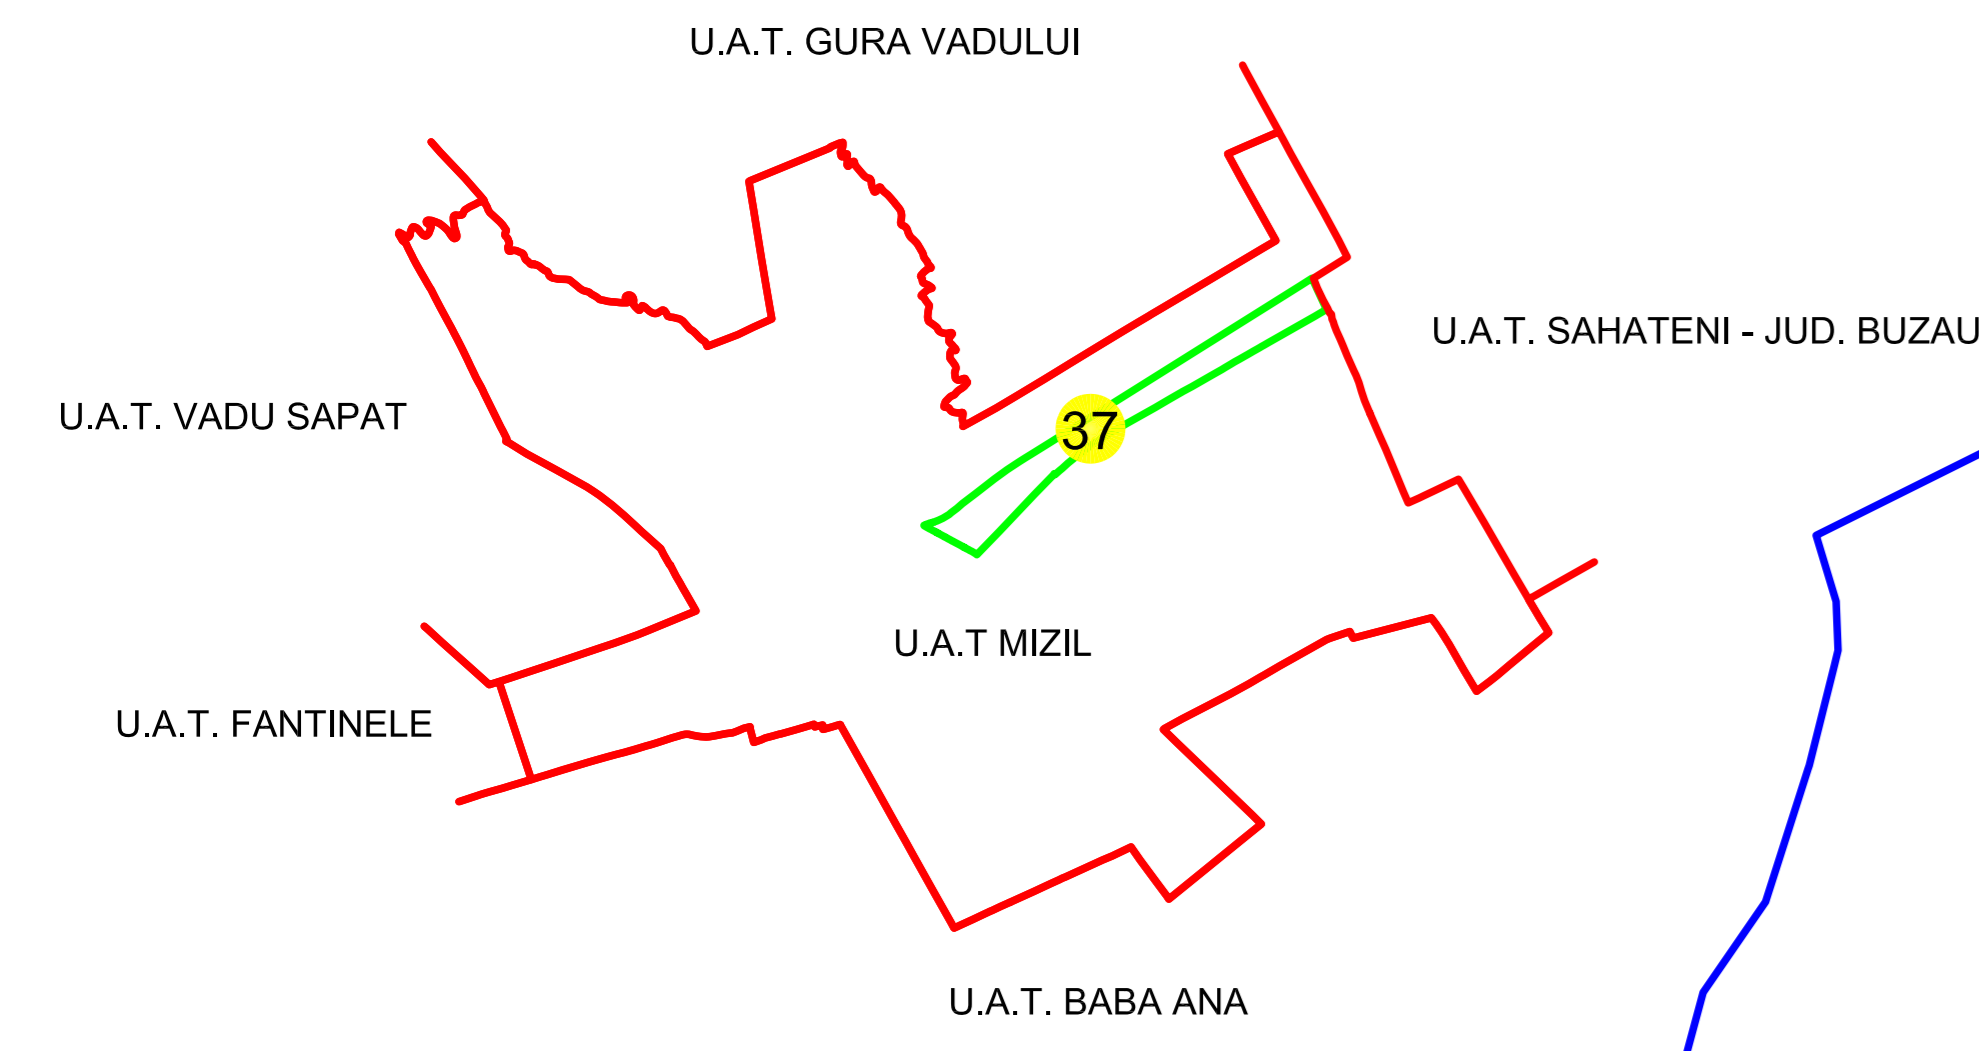 U.A.T. GURA VADULUI
U.A.T. SAHATENI - JUD. BUZAU
U.A.T. VADU SAPAT
37
U.A.T MIZIL
U.A.T. FANTINELE
U.A.T. BABA ANA